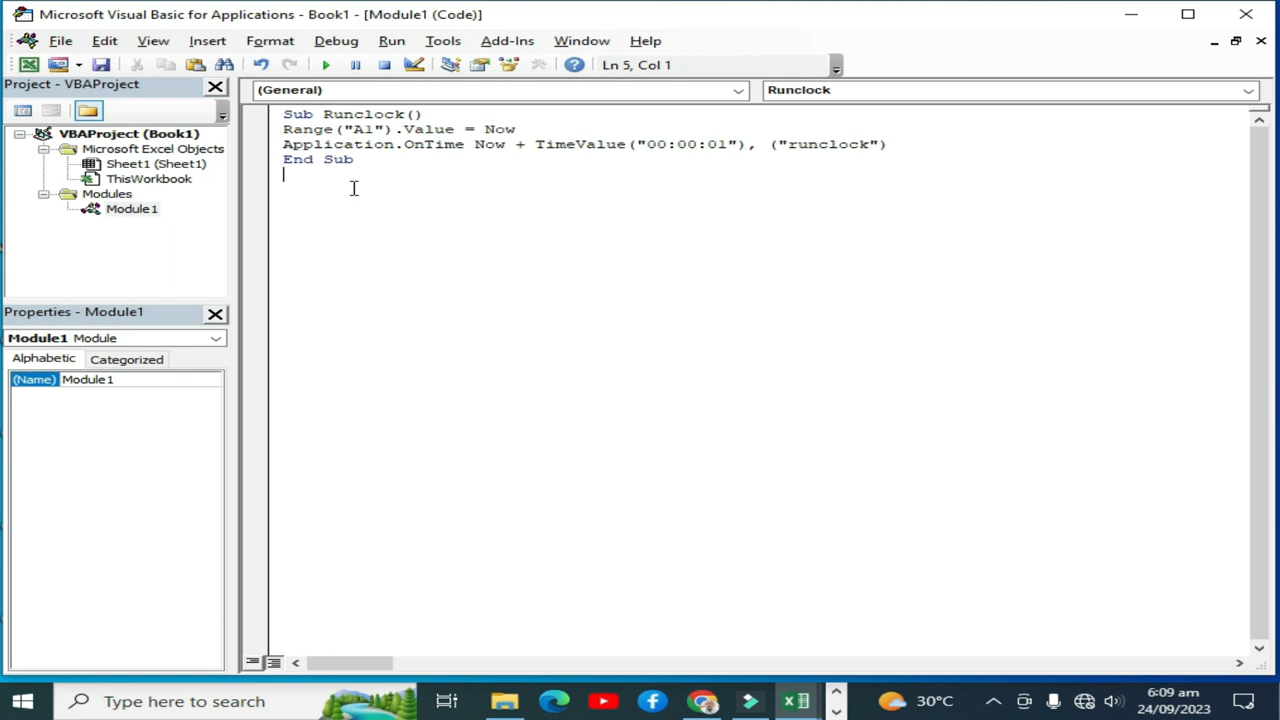 Microsoft Visual Basic for Applications - Book1 - [Module1 (Code)]
File Edit View Insert Format Debug Run Tools Add-Ins Window Help
Ln 5, Col 1
Project - VBAProject
(General)
Runclock
VBAProject (Book1)
Microsoft Excel Objects
Sheet1 (Sheet1)
ThisWorkbook
Modules
Module1
Sub Runclock()
Range("A1").Value = Now
Application.OnTime Now + TimeValue("00:00:01"), ("runclock")
End Sub
Properties - Module1
Module1 Module
Alphabetic Categorized
(Name) Module1
Type here to search
30°C
6:09 am
24/09/2023